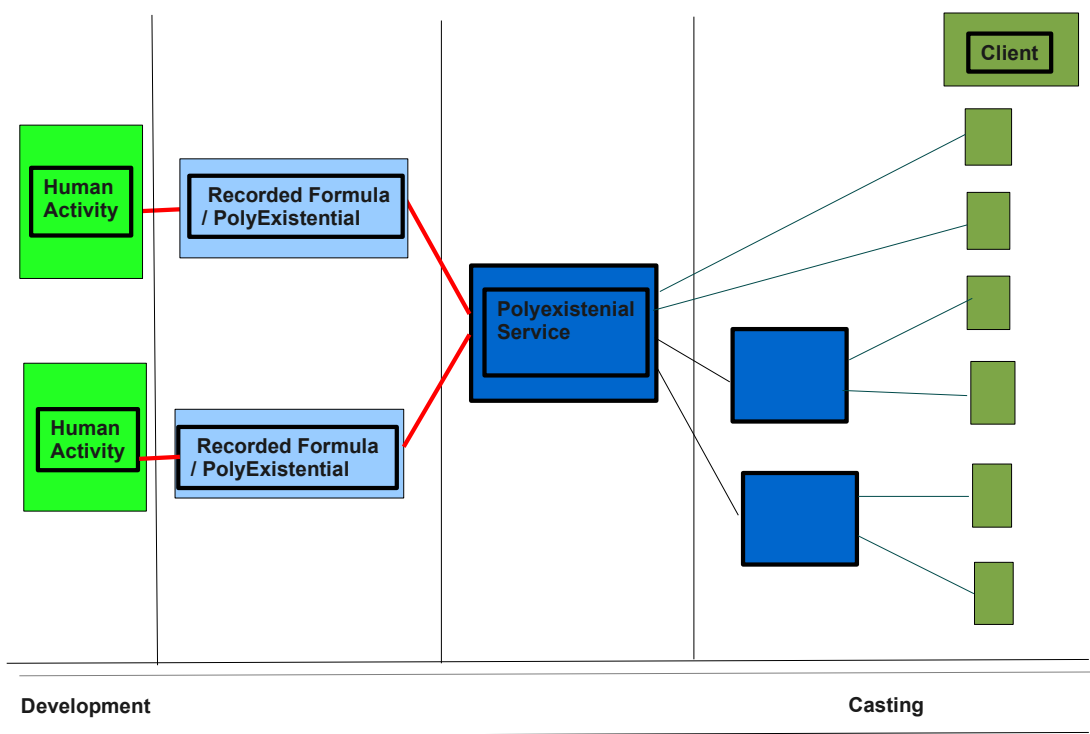 Client
Human
Activity
Recorded Formula
/ PolyExistential
Polyexistenial
Service
Human
Activity
Recorded Formula
/ PolyExistential
Development
Casting